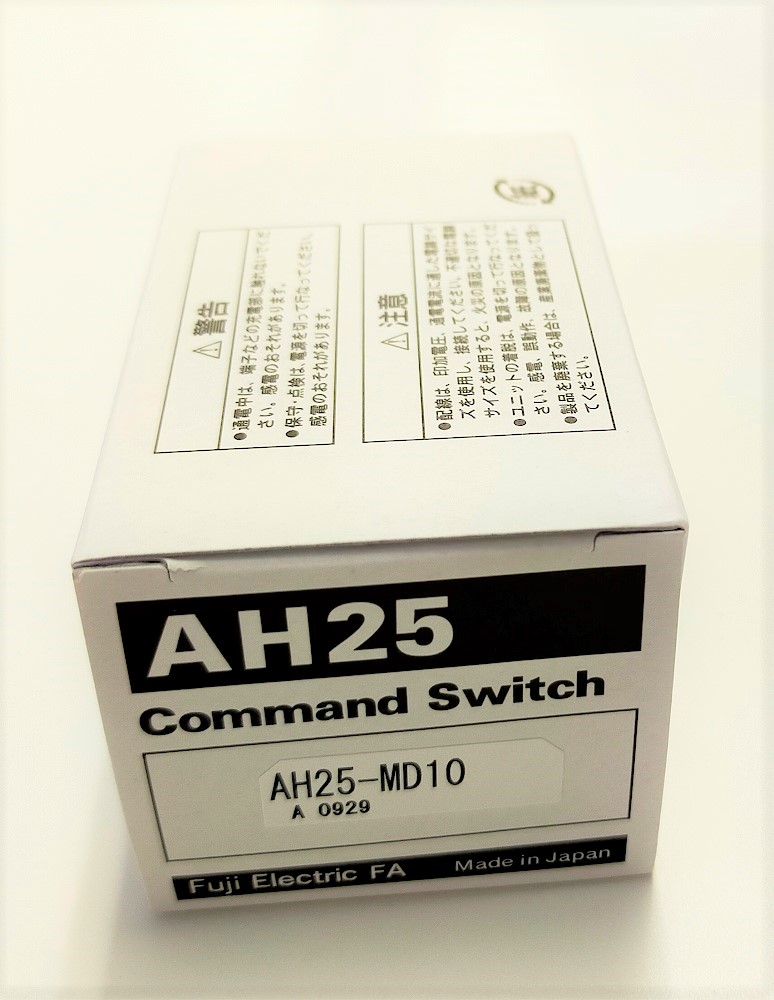 ⚠警告
●通電中は、端子などの充電部に触れないでくだ
さい。感電のおそれがあります。
●保守・点検は、電源を切って行なってください。
感電のおそれがあります。
⚠注意
●配線は、印加電圧、通電電流に適した電線サイ
ズを使用し、接続してください。不適切な電線
サイズを使用すると、火災の原因となります。
●ユニットの着脱は、電源を切って行なってくだ
さい。感電、誤動作、故障の原因となります。
●製品を廃棄する場合は、産業廃棄物として扱っ
てください。
AH25
Command Switch
AH25-MD10
A 0929
Fuji Electric FA Made in Japan